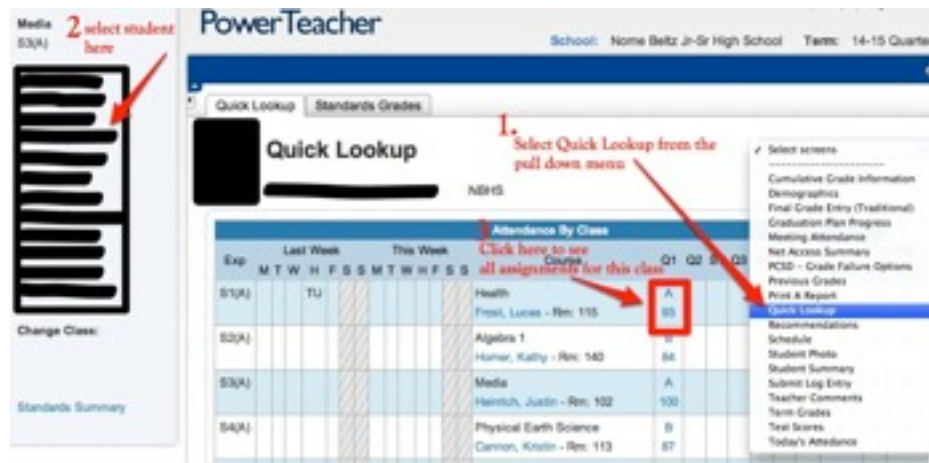 Media
S3(A)
2 select student
here
PowerTeacher
School: Nome Beltz Jr-Sr High School Term: 14-15 Quarte
Quick Lookup Standards Grades
Quick Lookup
NBHS
1.
Select Quick Lookup from the
pull down menu
✓ Select screens
Cumulative Grade Information
Demographics
Final Grade Entry (Traditional)
Graduation Plan Progress
Meeting Attendance
Net Access Summary
PCSD - Grade Failure Options
Previous Grades
Print A Report
Quick Lookup
Recommendations
Schedule
Student Photo
Student Summary
Submit Log Entry
Teacher Comments
Term Grades
Test Scores
Today's Attedance
Attendance By Class
3
Click here to see
all assignments for this class
Exp Last Week This Week Course Q1 Q2 S1 Q3
M T W H F S S M T W H F S S
S1(A) TU Health A
Frost, Lucas - Rm: 115 93
S2(A) Algebra 1 B
Homer, Kathy - Rm: 140 84
S3(A) Media A
Heinrich, Justin - Rm: 102 100
S4(A) Physical Earth Science B
Cannon, Kristin - Rm: 113 87
Change Class:
Standards Summary